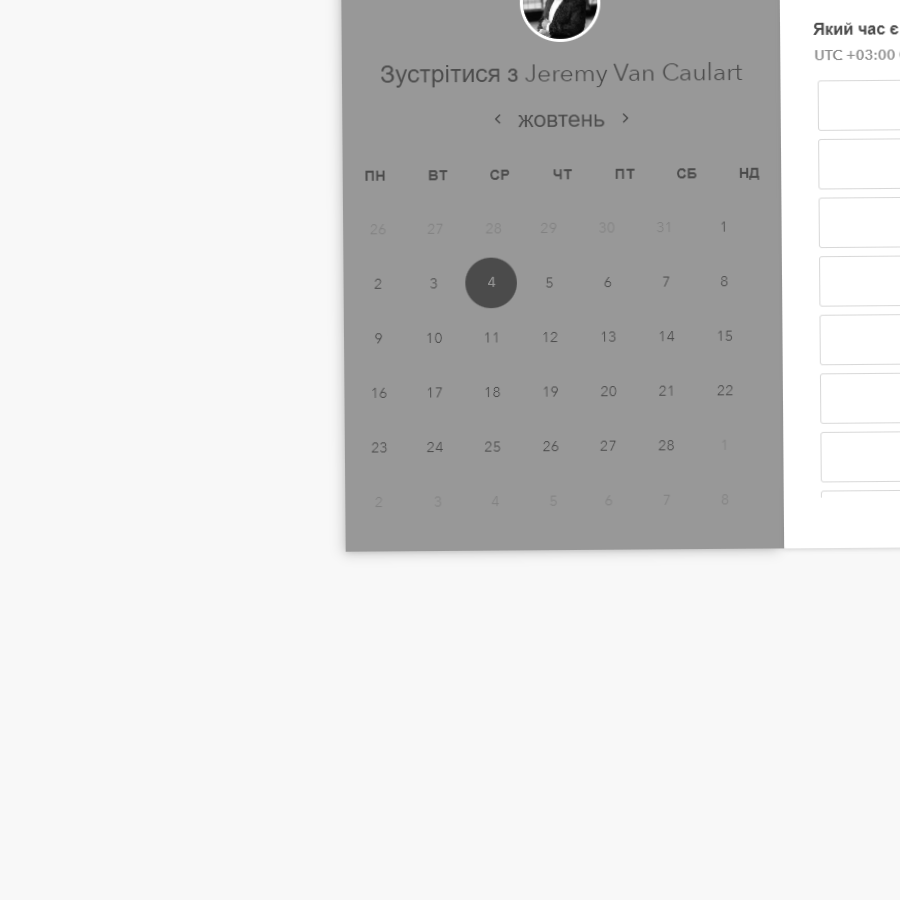 Зустрітися з Jeremy Van Caulart
жовтень
ПН ВТ СР ЧТ ПТ СБ НД
26 27 28 29 30 31 1
2 3 4 5 6 7 8
9 10 11 12 13 14 15
16 17 18 19 20 21 22
23 24 25 26 27 28 1
2 3 4 5 6 7 8
Який час є
UTC +03:00